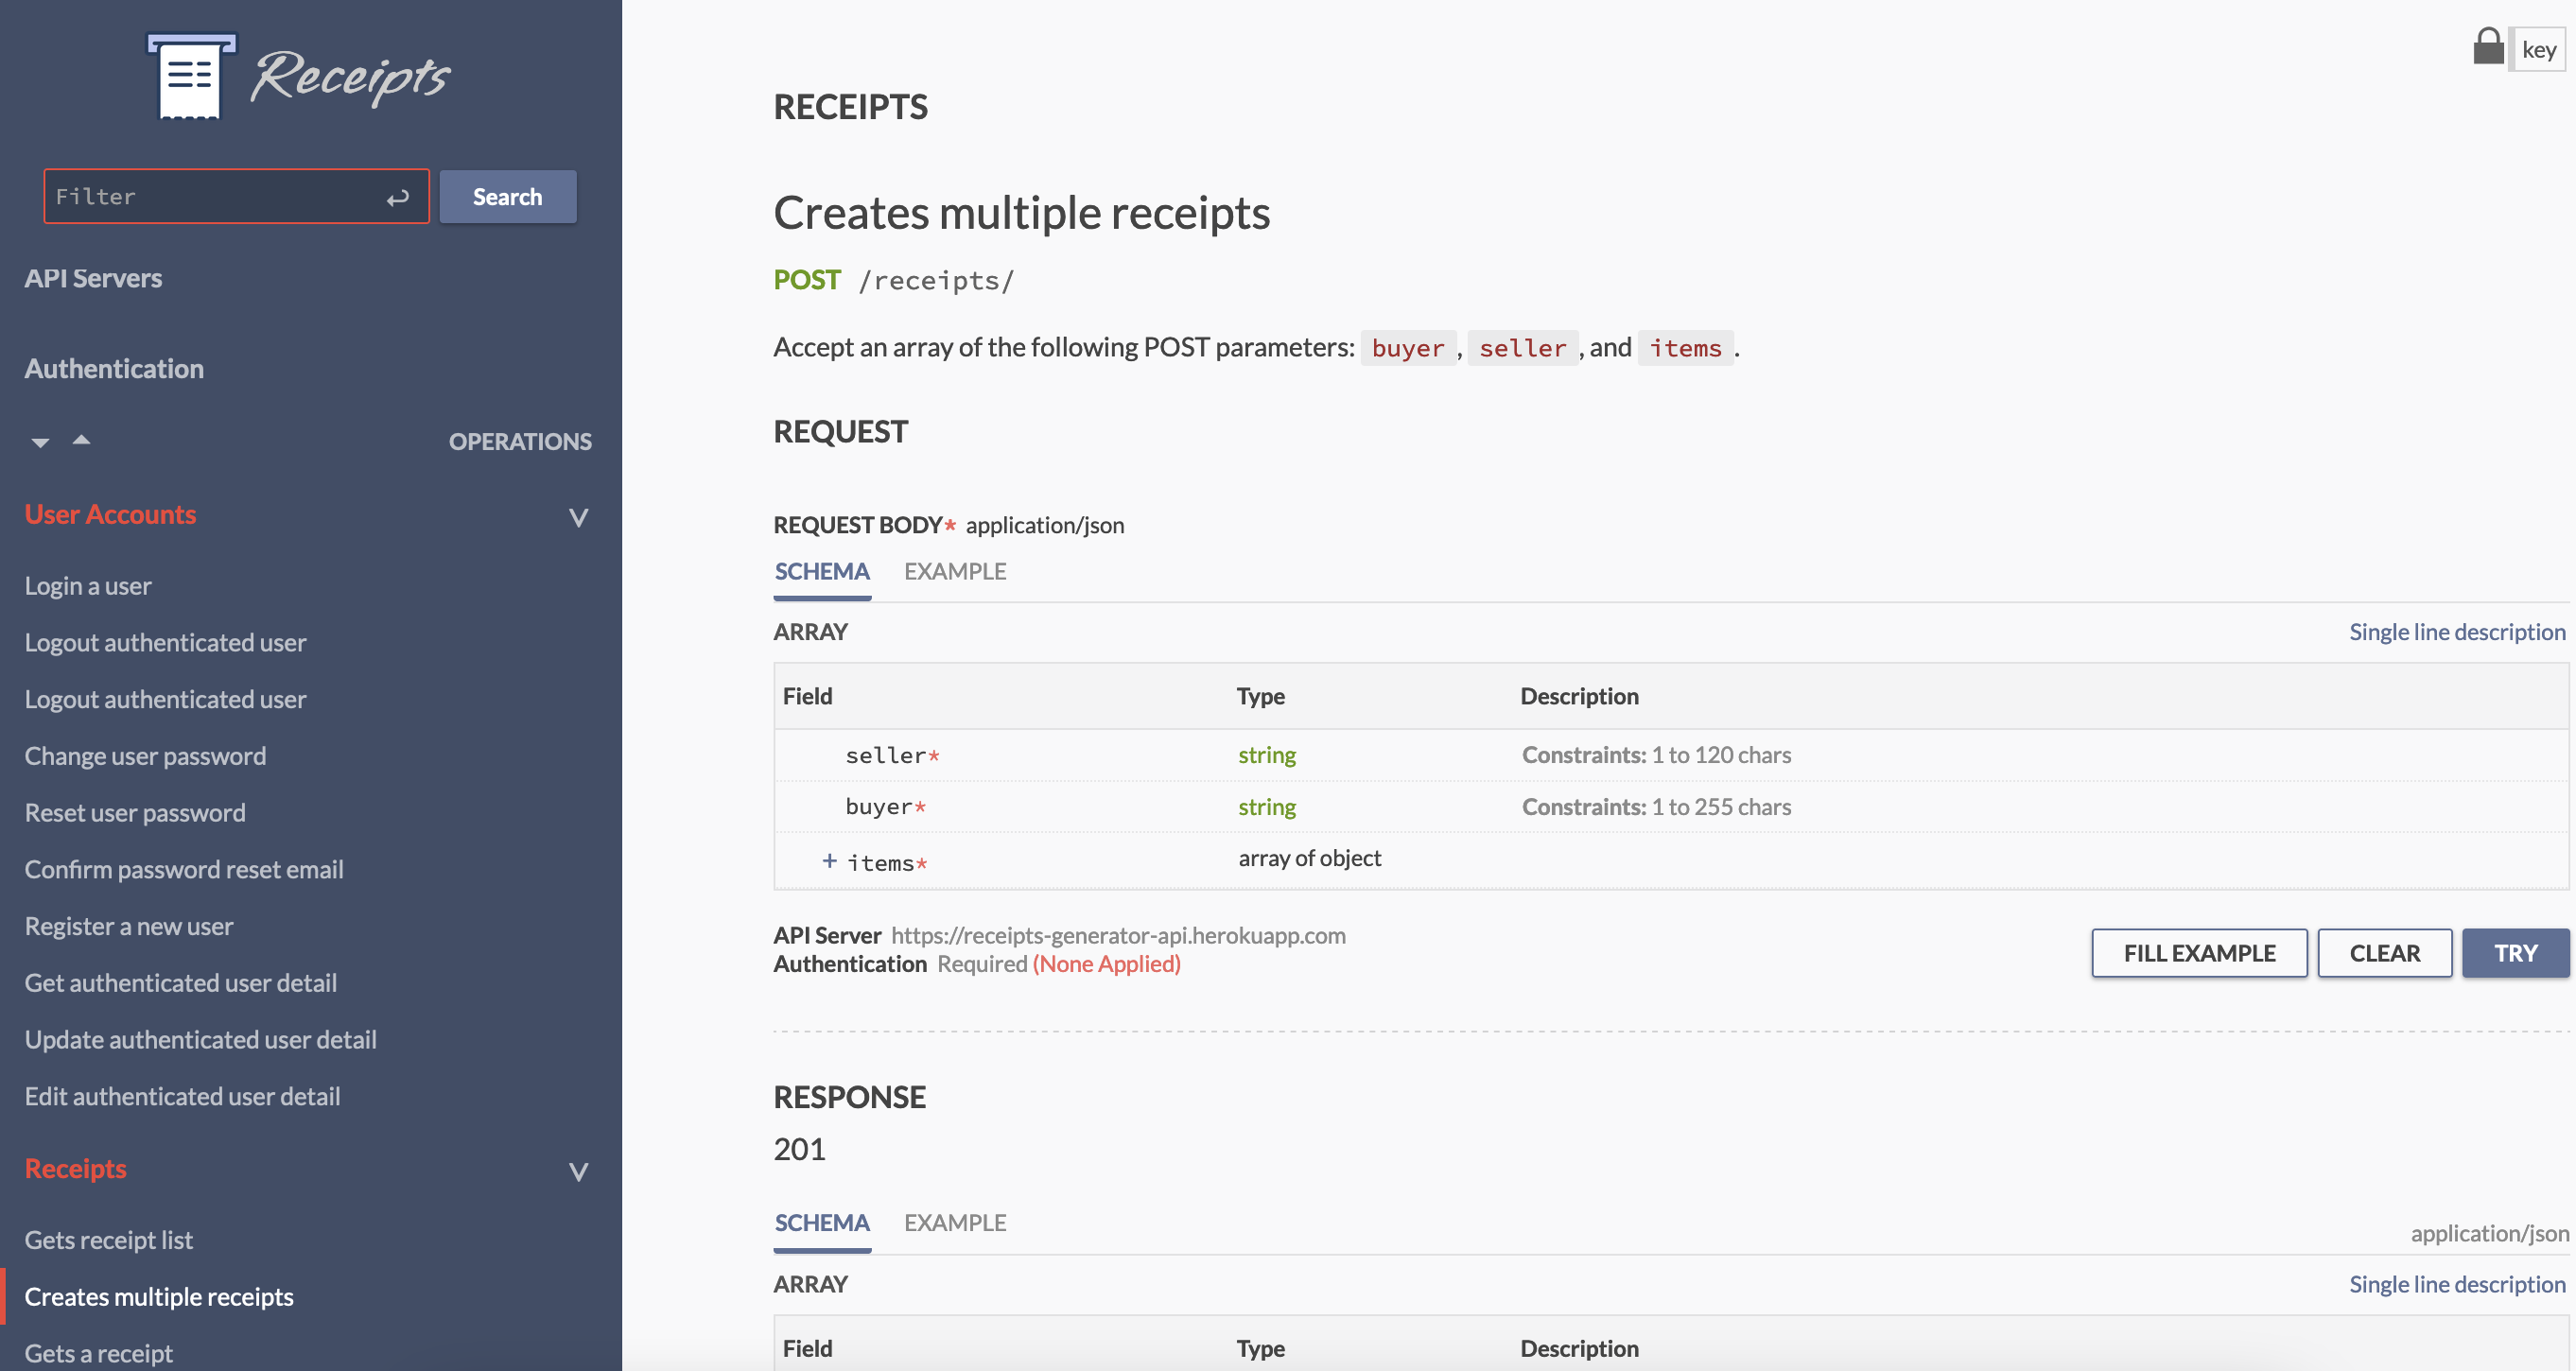 Receipts
Filter
Search
API Servers
Authentication
OPERATIONS
User Accounts
Login a user
Logout authenticated user
Logout authenticated user
Change user password
Reset user password
Confirm password reset email
Register a new user
Get authenticated user detail
Update authenticated user detail
Edit authenticated user detail
Receipts
Gets receipt list
Creates multiple receipts
Gets a receipt
key
RECEIPTS
Creates multiple receipts
POST /receipts/
Accept an array of the following POST parameters: buyer, seller, and items.
REQUEST
REQUEST BODY* application/json
SCHEMA EXAMPLE
ARRAY Single line description
Field Type Description
seller* string Constraints: 1 to 120 chars
buyer* string Constraints: 1 to 255 chars
+ items* array of object
API Server https://receipts-generator-api.herokuapp.com
Authentication Required (None Applied)
FILL EXAMPLE CLEAR TRY
RESPONSE
201
SCHEMA EXAMPLE
application/json
ARRAY Single line description
Field Type Description